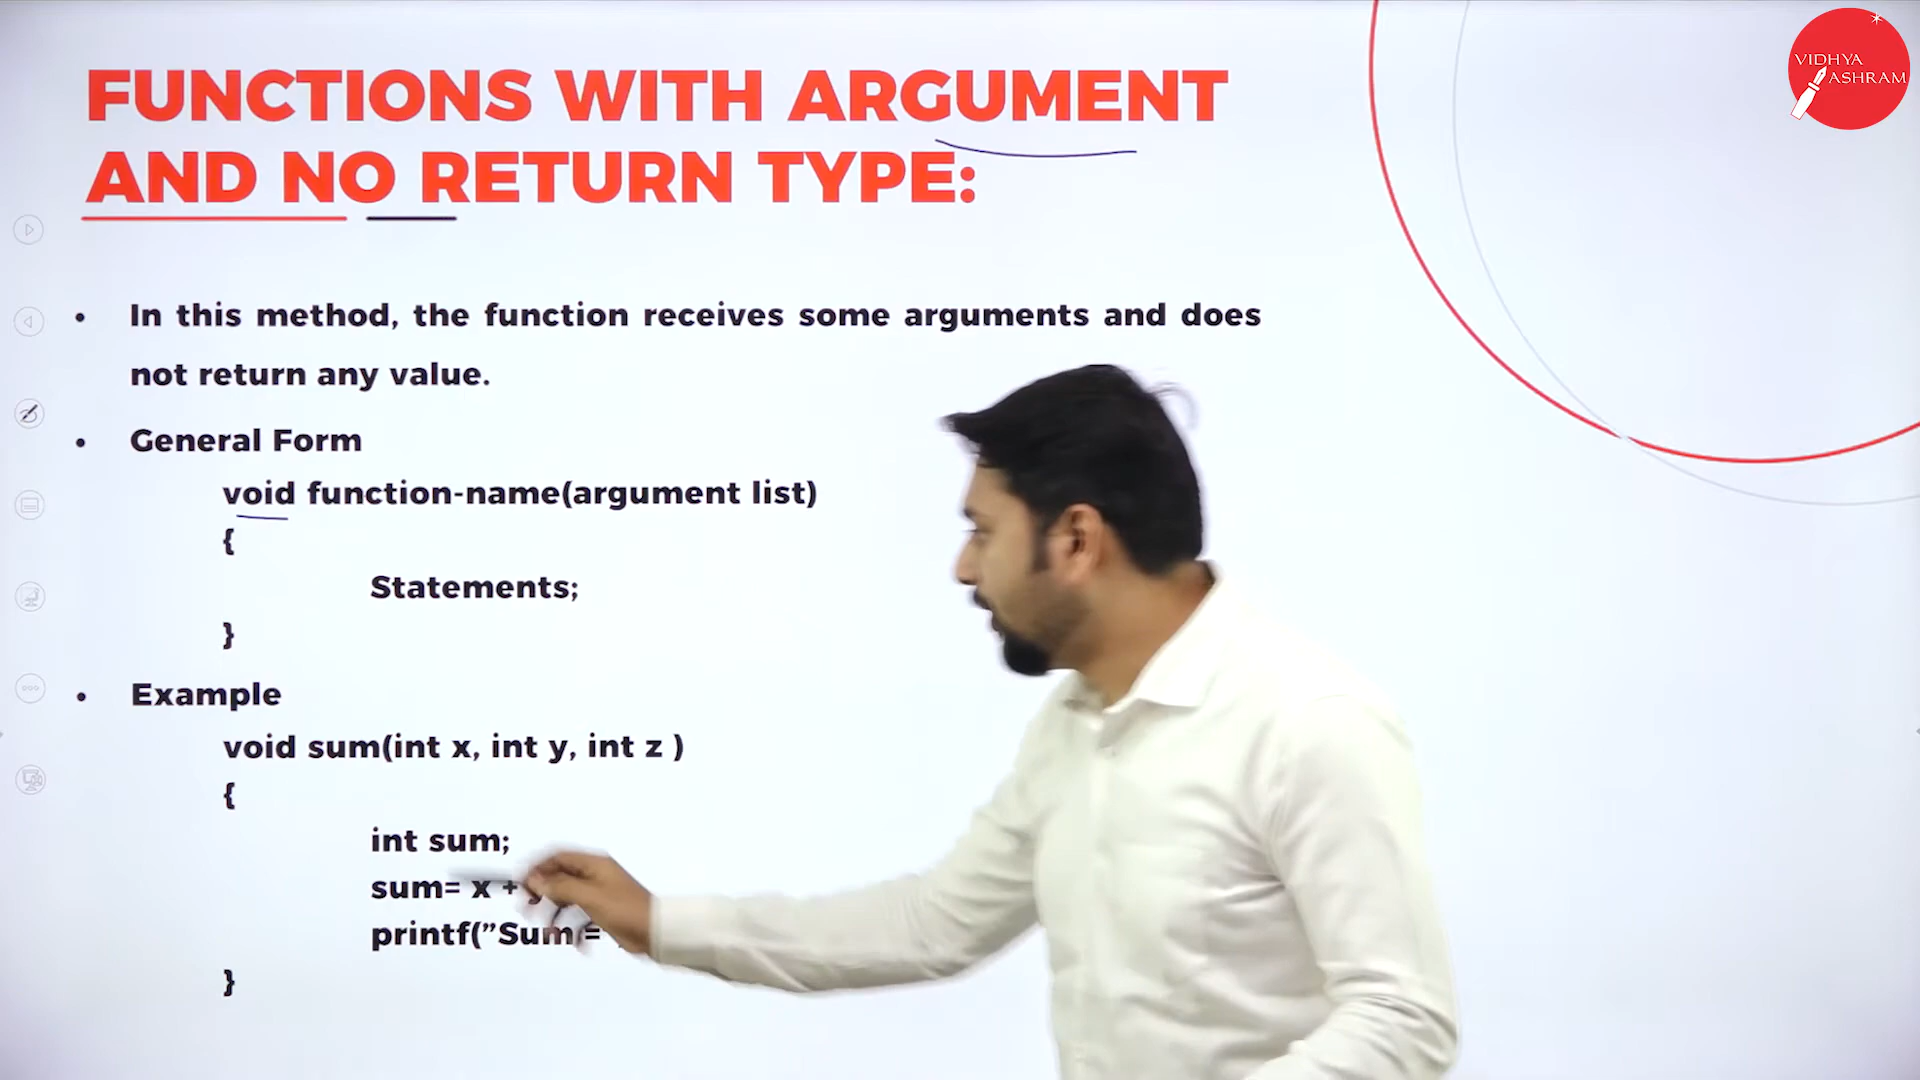 VIDHYA
ASHRAM
FUNCTIONS WITH ARGUMENT
AND NO RETURN TYPE:
• In this method, the function receives some arguments and does
not return any value.
• General Form
void function-name(argument list)
{
Statements;
}
• Example
void sum(int x, int y, int z )
{
int sum;
sum= x +
printf(”Sum =
}